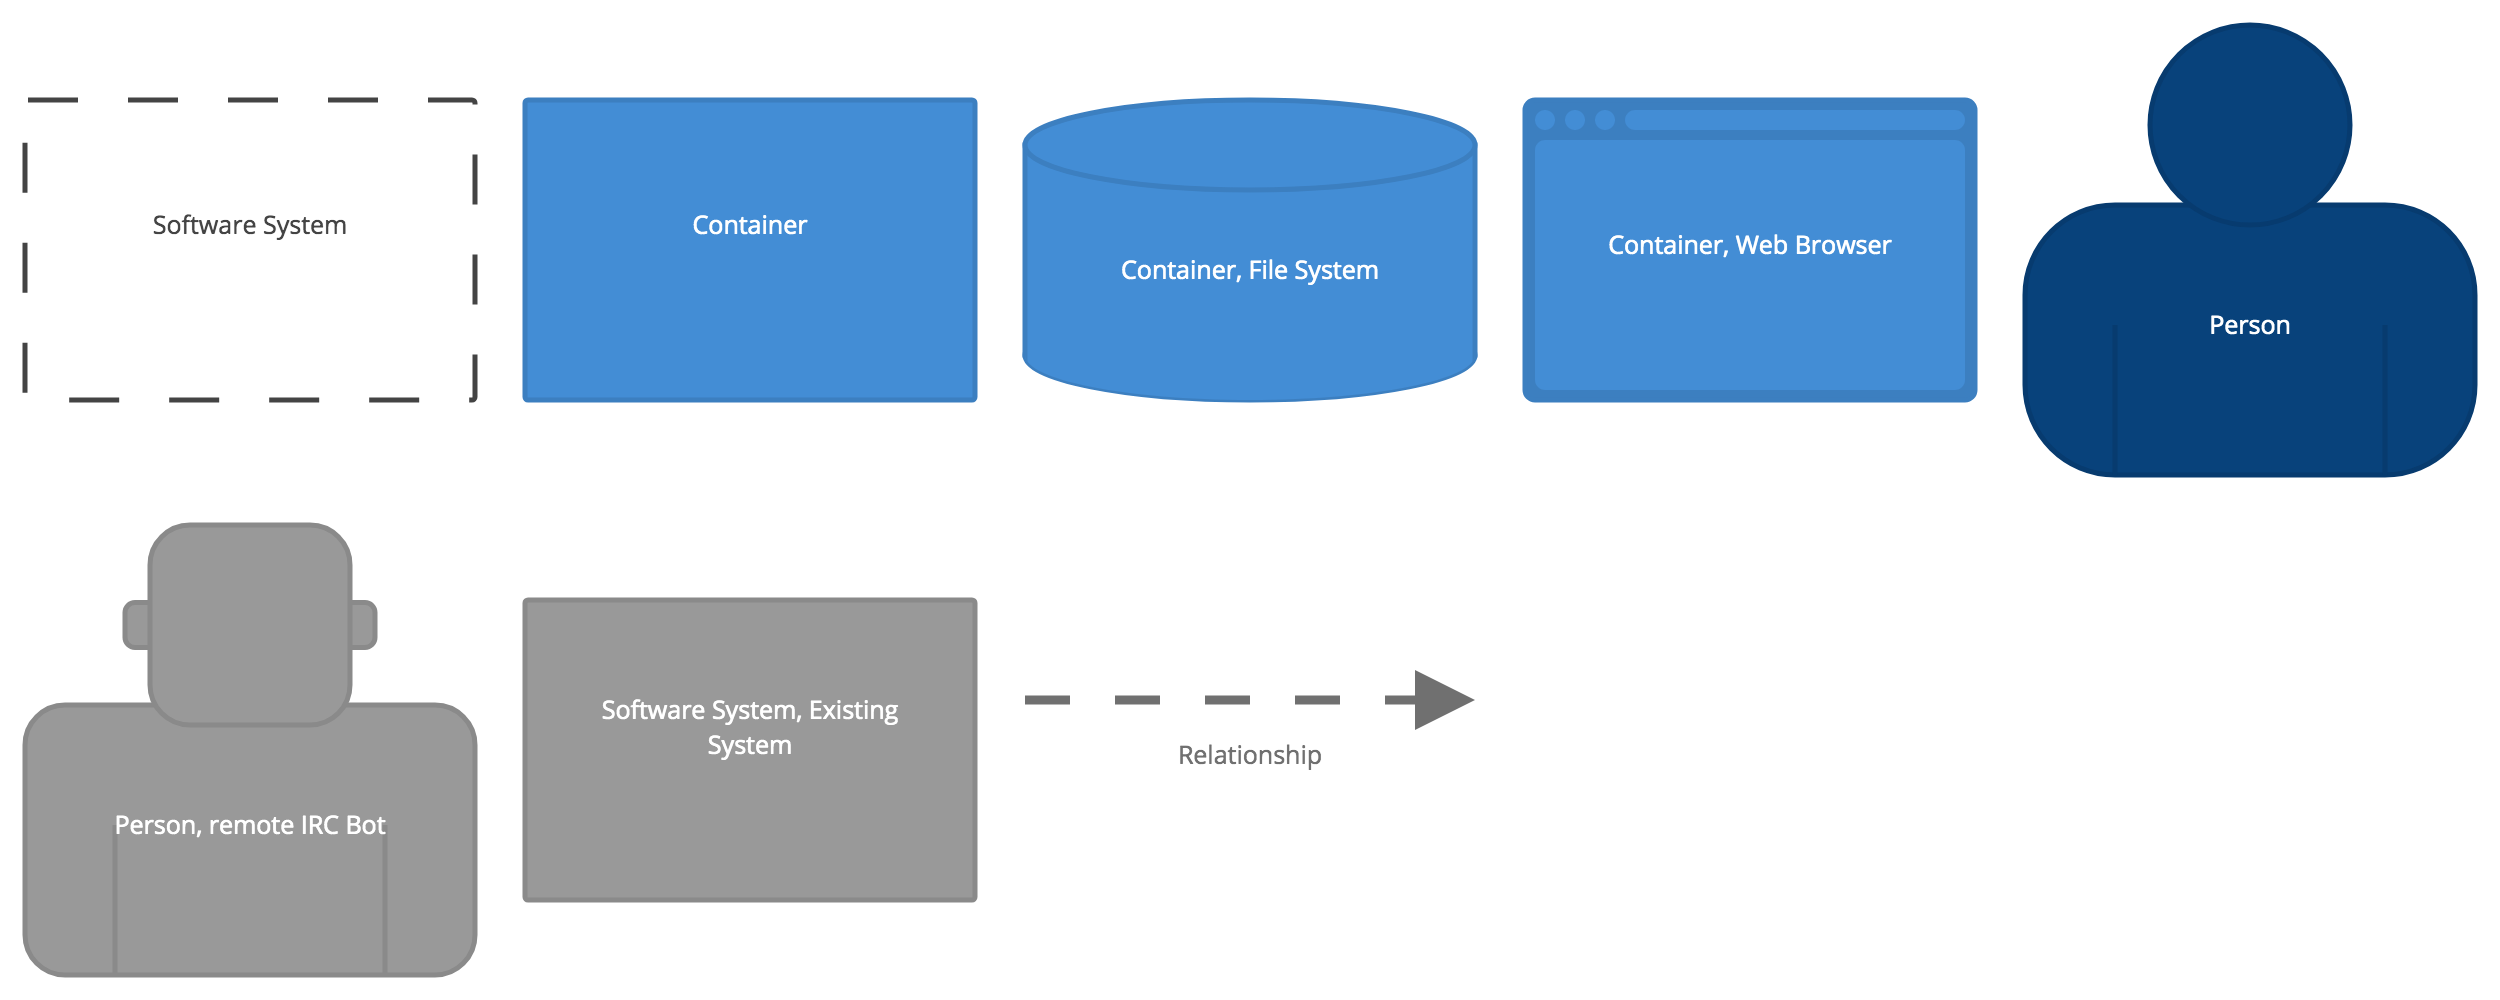 Software System
Container
Container, File System
Container, Web Browser
Person
Person, remote IRC Bot
Software System, Existing
System
Relationship